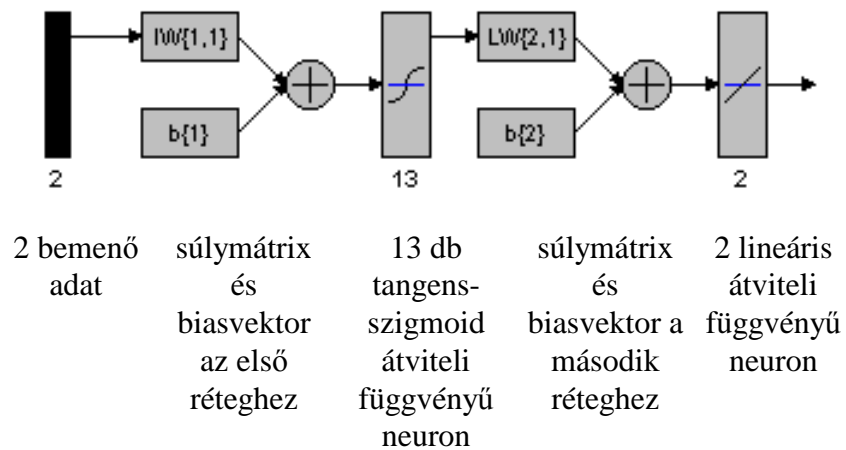 IW{1,1}
LW{2,1}
b{1}
b{2}
2
13
2
2 bemenő
adat
súlymátrix
és
biasvektor
az első
réteghez
13 db
tangens-
szigmoid
átviteli
függvényű
neuron
súlymátrix
és
biasvektor a
második
réteghez
2 lineáris
átviteli
függvényű
neuron